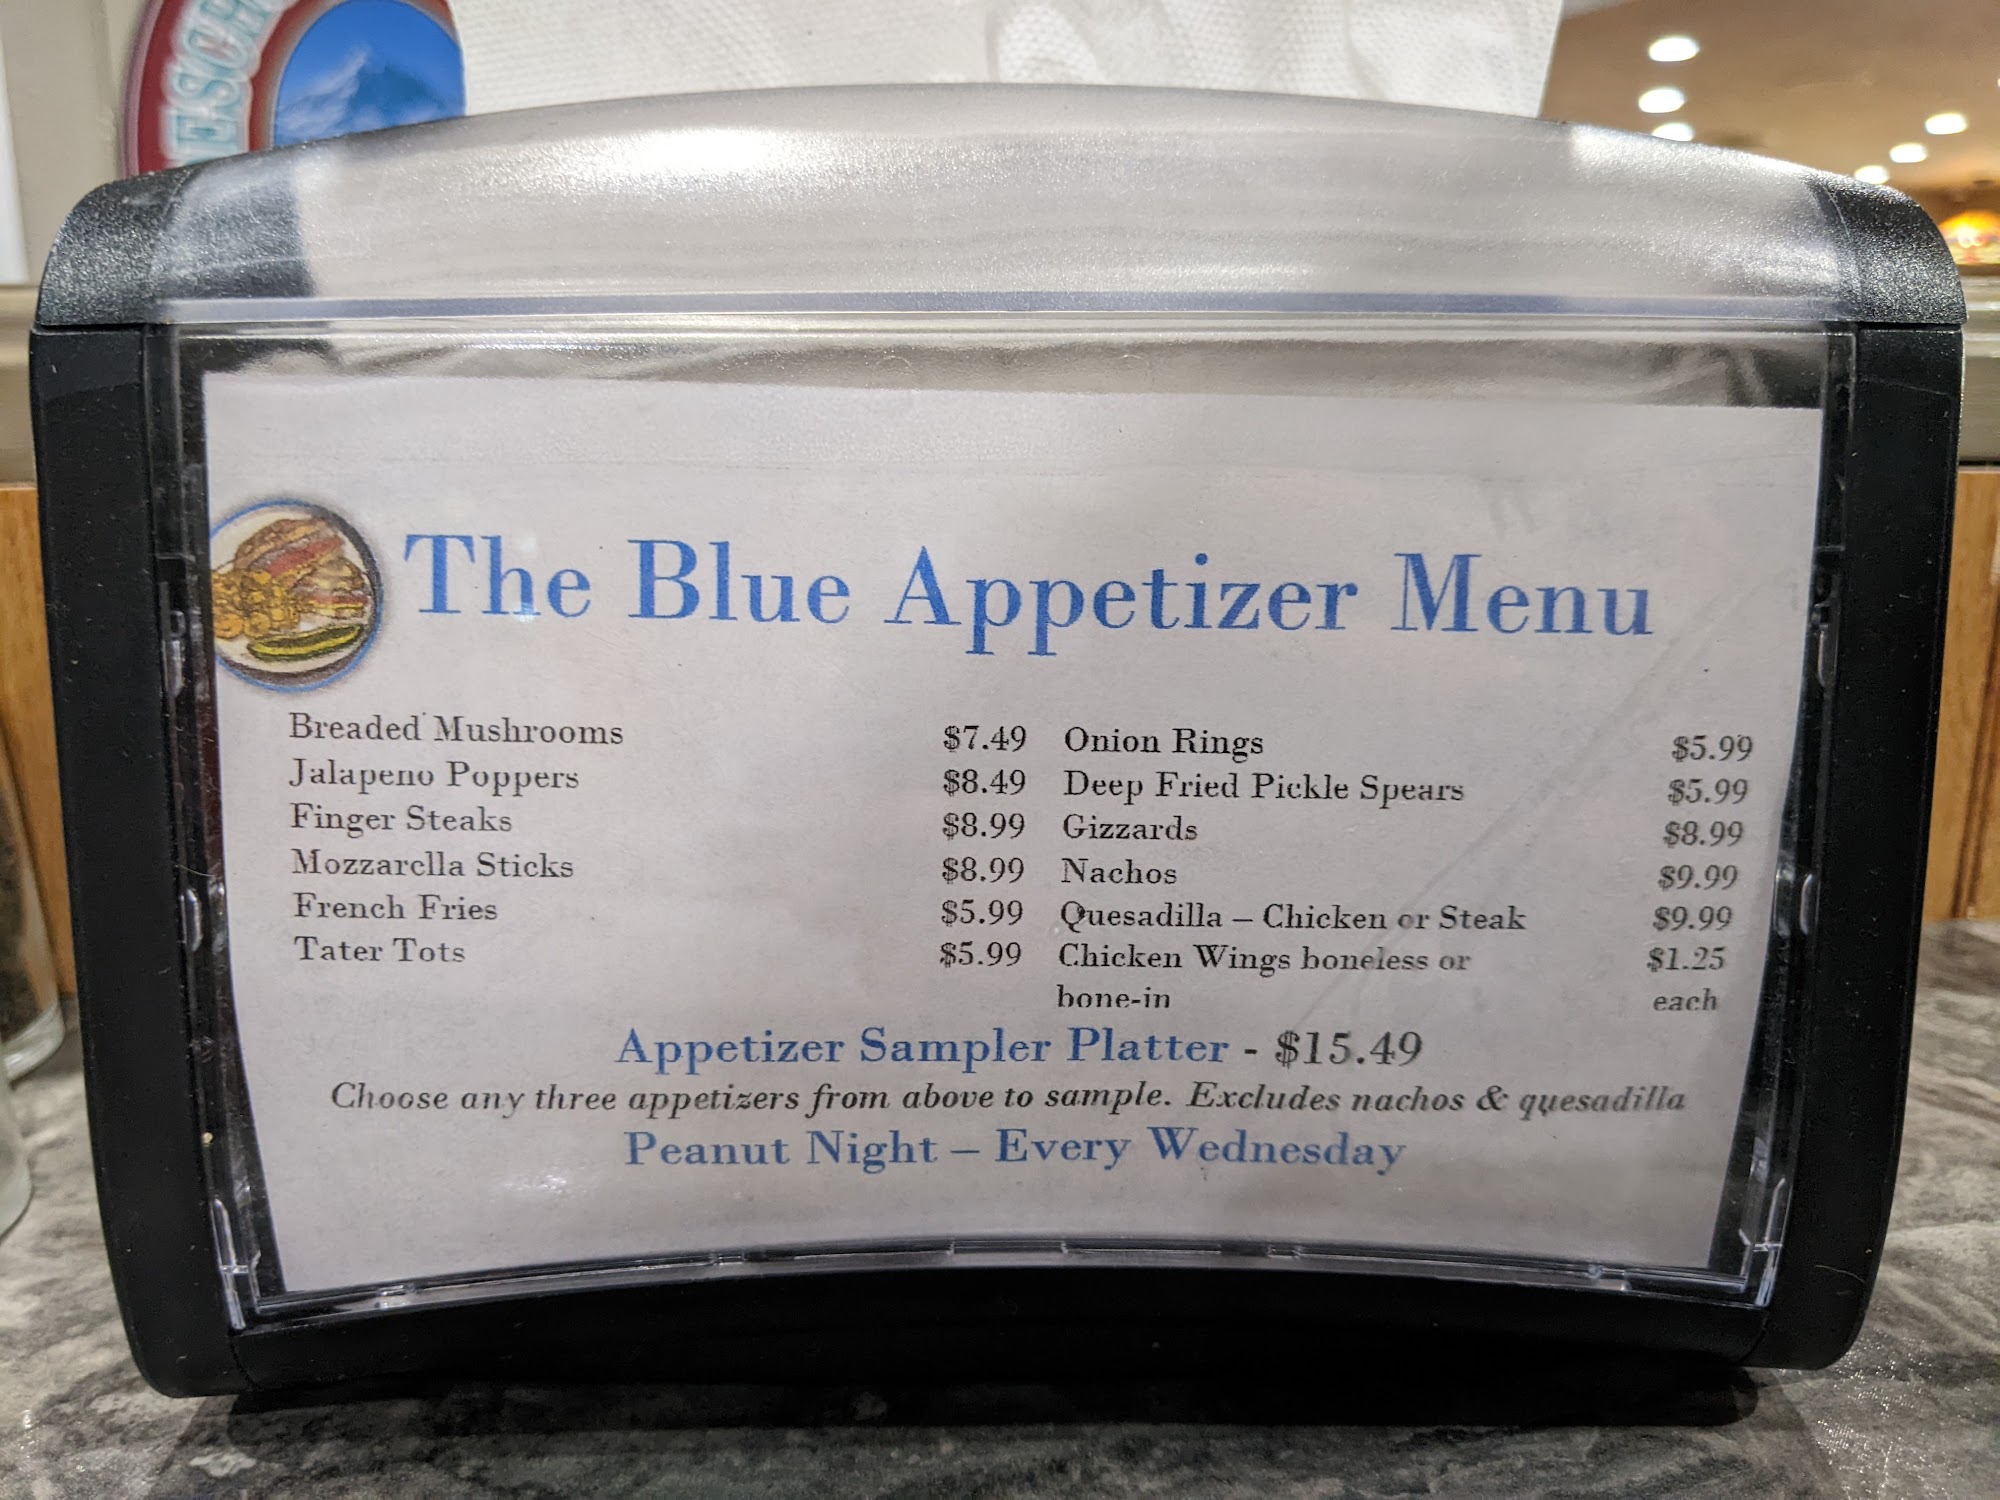 ESCH
The Blue Appetizer Menu
Breaded Mushrooms $7.49
Jalapeno Poppers $8.49
Finger Steaks $8.99
Mozzarella Sticks $8.99
French Fries $5.99
Tater Tots $5.99
Onion Rings $5.99
Deep Fried Pickle Spears $5.99
Gizzards $8.99
Nachos $9.99
Quesadilla – Chicken or Steak $9.99
Chicken Wings boneless or $1.25
bone-in each
Appetizer Sampler Platter - $15.49
Choose any three appetizers from above to sample. Excludes nachos & quesadilla
Peanut Night – Every Wednesday